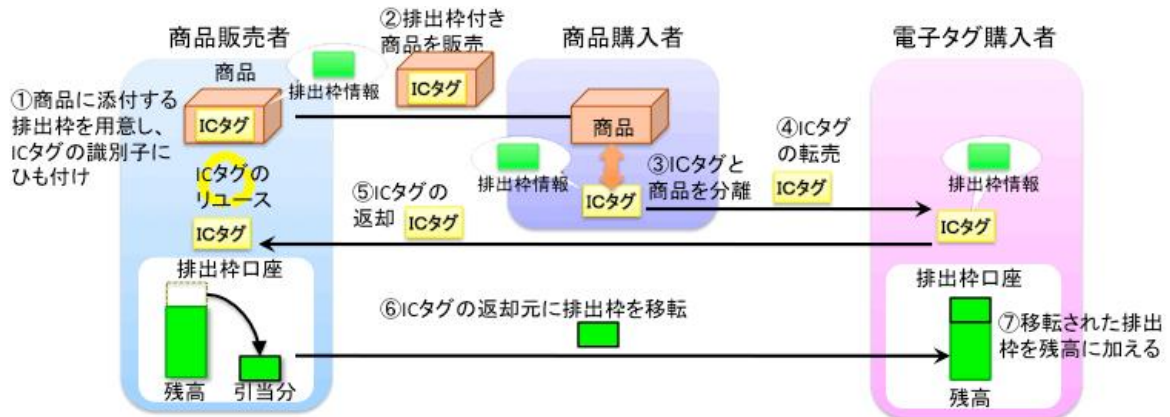 商品販売者
商品購入者
電子タグ購入者
②排出枠付き
商品を販売
商品
排出枠情報
ICタグ
ICタグ
①商品に添付する
排出枠を用意し、
ICタグの識別子に
ひも付け
商品
④ICタグ
の転売
ICタグ
排出枠情報
③ICタグと
商品を分離
ICタグ
排出枠情報
ICタグ
ICタグの
リユース
ICタグ
⑤ICタグの
返却
ICタグ
排出枠口座
残高
引当分
⑥ICタグの返却元に排出枠を移転
排出枠口座
⑦移転された排出
枠を残高に加える
残高